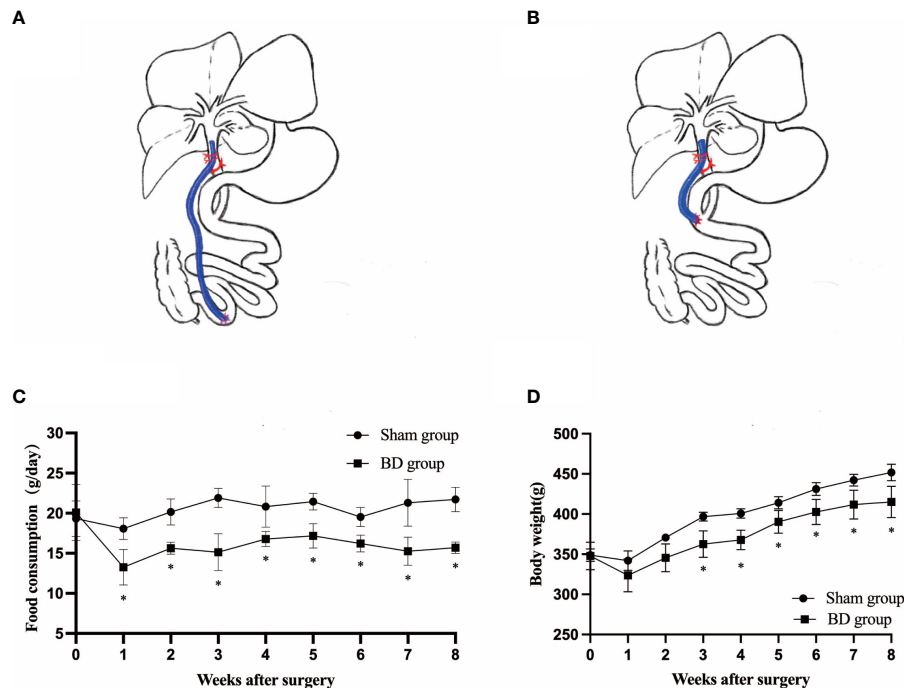 A
B
C
Food consumption (g/day)
30
25
20
15
10
5
Sham group
BD group
*
*
*
*
*
*
*
*
0 1 2 3 4 5 6 7 8
Weeks after surgery
D
Body weight(g)
500
450
400
350
300
250
*
*
*
*
*
*
Sham group
BD group
0 1 2 3 4 5 6 7 8
Weeks after surgery